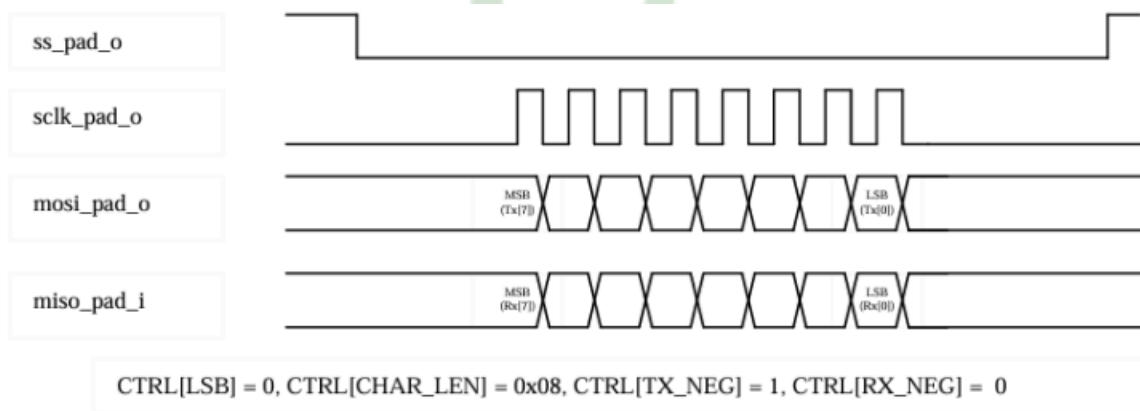 ss_pad_o
sclk_pad_o
mosi_pad_o
MSB
(Tx[7])
LSB
(Tx[0])
miso_pad_i
MSB
(Rx[7])
LSB
(Rx[0])
CTRL[LSB] = 0, CTRL[CHAR_LEN] = 0x08, CTRL[TX_NEG] = 1, CTRL[RX_NEG] = 0